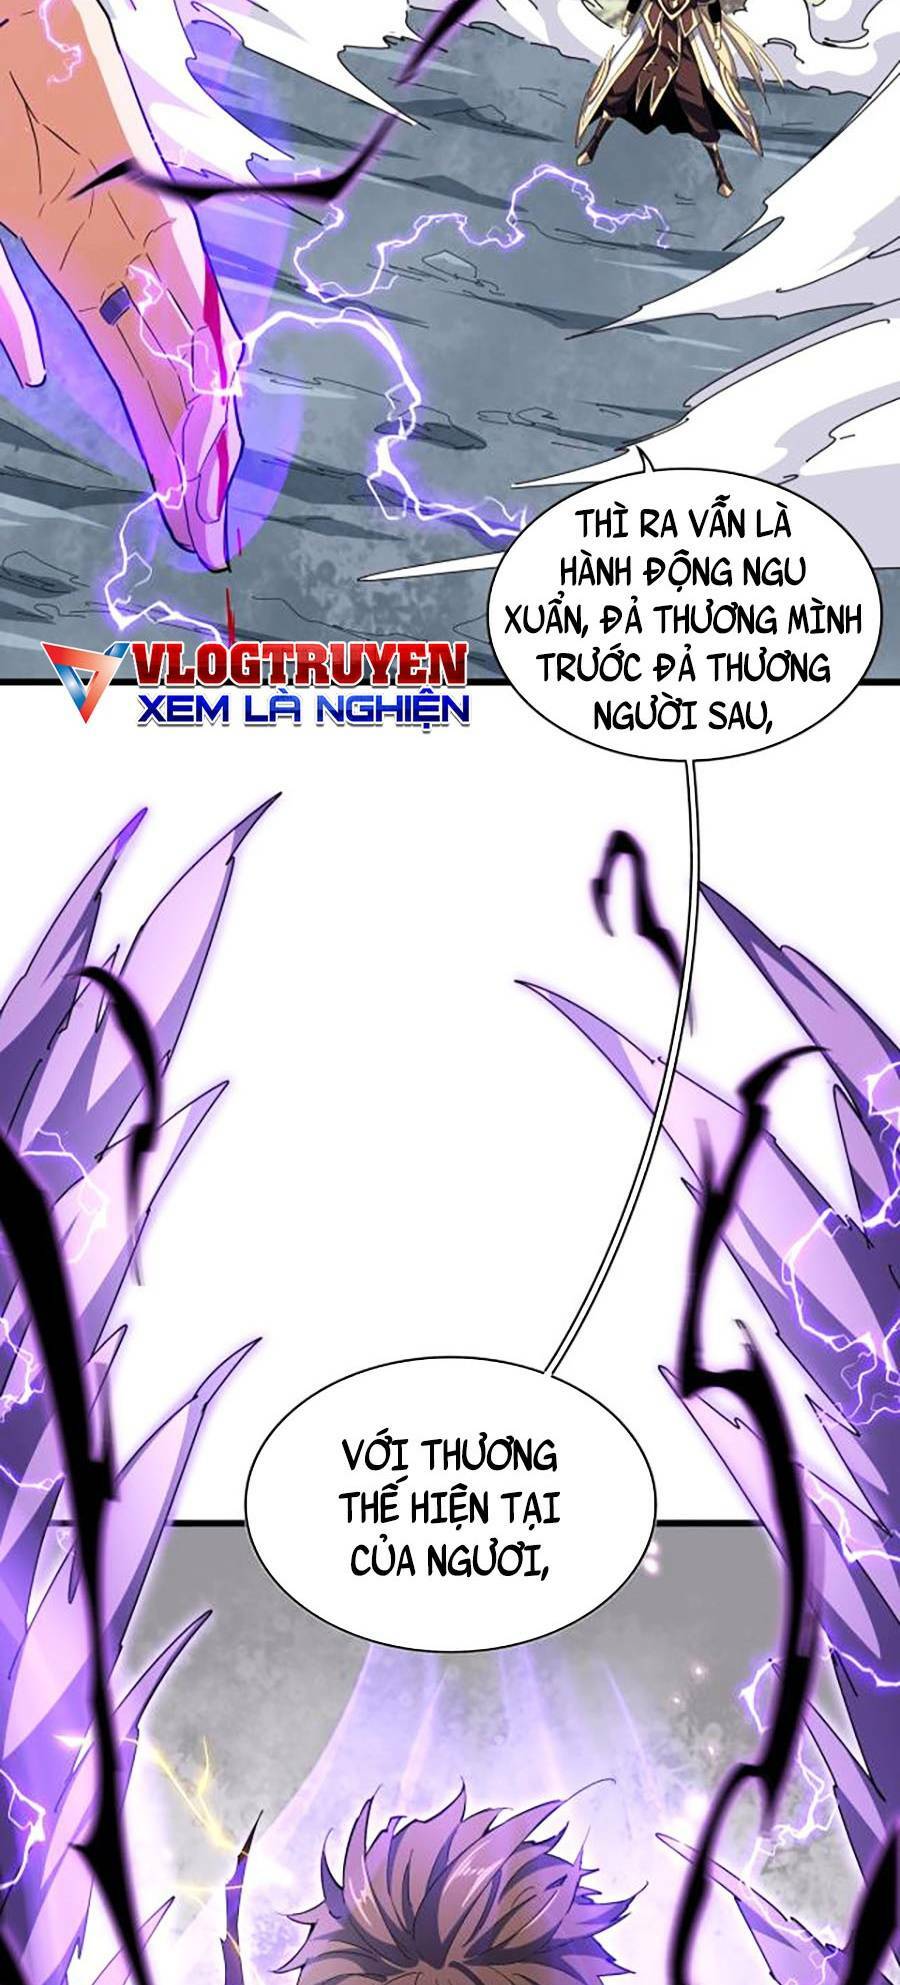 THÌ RA VẪN LÀ
HÀNH ĐỘNG NGU
XUẨN, ĐẢ THƯƠNG MÌNH
TRƯỚC ĐẢ THƯƠNG
NGƯỜI SAU,
VLOGTRUYEN
XEM LÀ NGHIỆN
VỚI THƯƠNG
THẾ HIỆN TẠI
CỦA NGƯƠI,